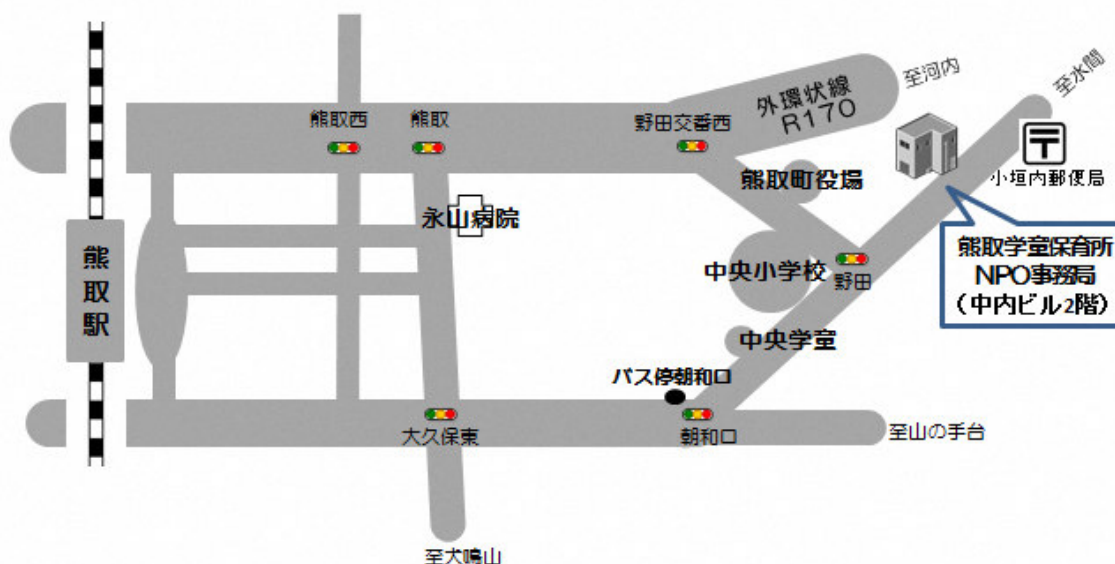 至河内
至水間
外環状線
R170
熊取西
熊取
野田交番西
熊取町役場
小垣内郵便局
永山病院
熊取駅
中央小学校
野田
熊取学童保育所
NPO事務局
(中内ビル2階)
中央学童
バス停朝和口
大久保東
朝和口
至山の手台
至犬鳴山